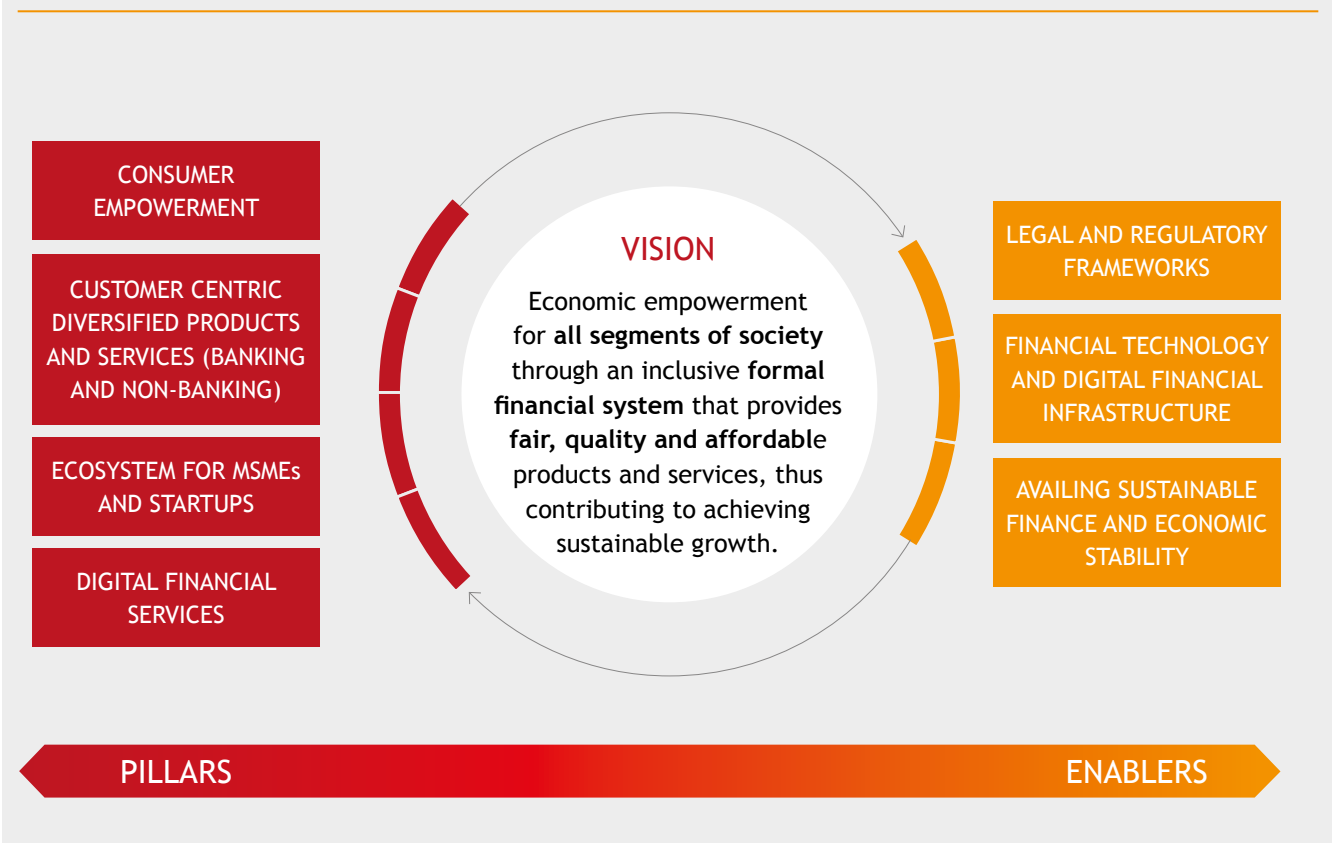 CONSUMER
EMPOWERMENT
CUSTOMER CENTRIC
DIVERSIFIED PRODUCTS
AND SERVICES (BANKING
AND NON-BANKING)
ECOSYSTEM FOR MSMEs
AND STARTUPS
DIGITAL FINANCIAL
SERVICES
VISION
Economic empowerment
for all segments of society
through an inclusive formal
financial system that provides
fair, quality and affordable
products and services, thus
contributing to achieving
sustainable growth.
LEGAL AND REGULATORY
FRAMEWORKS
FINANCIAL TECHNOLOGY
AND DIGITAL FINANCIAL
INFRASTRUCTURE
AVAILING SUSTAINABLE
FINANCE AND ECONOMIC
STABILITY
PILLARS
ENABLERS